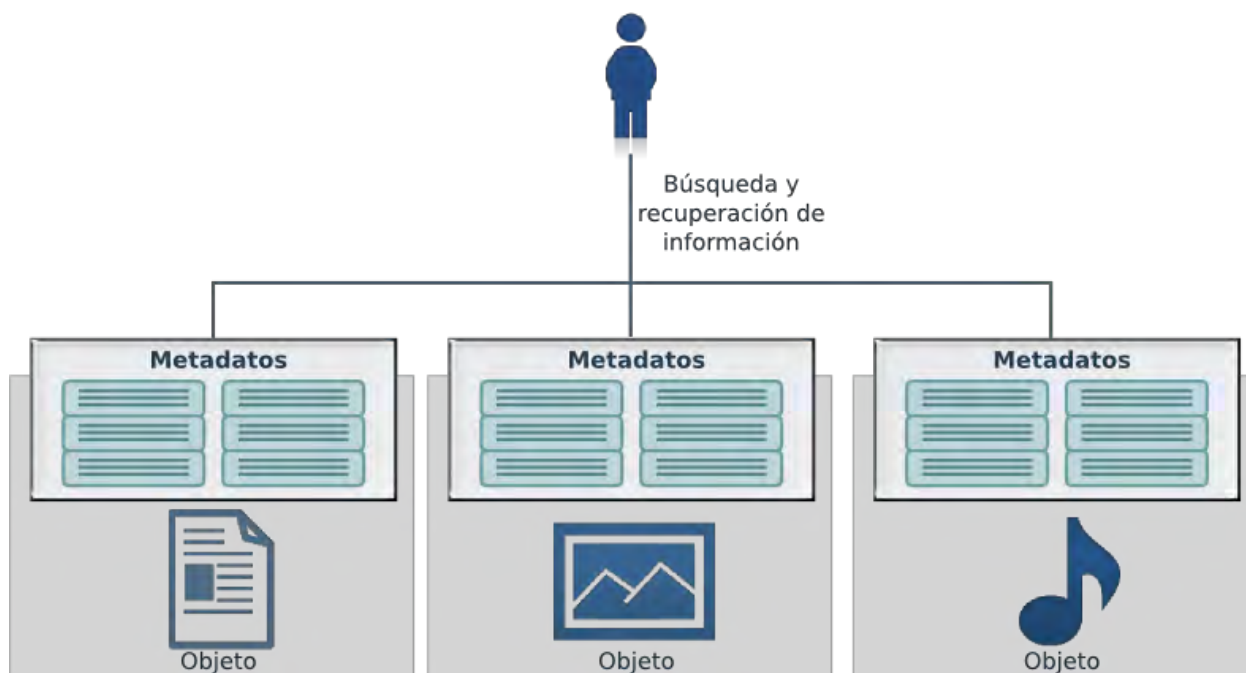 Búsqueda y
recuperación de
información
Metadatos
Metadatos
Metadatos
Objeto
Objeto
Objeto